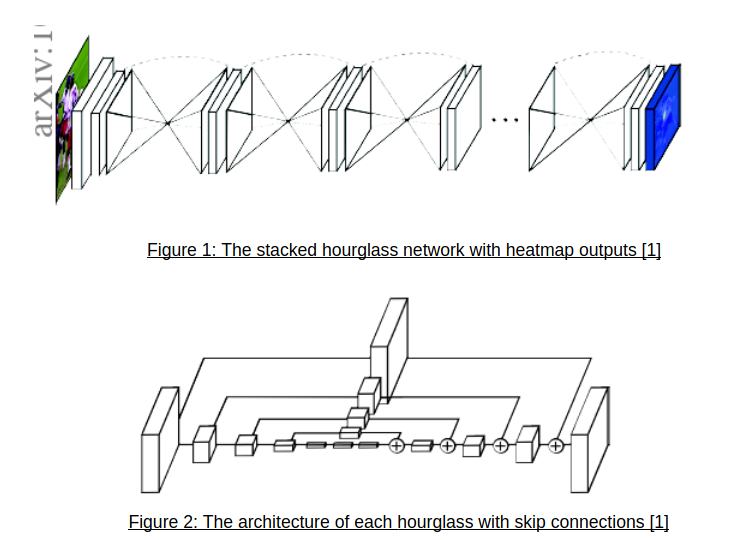 arXiv:1
Figure 1: The stacked hourglass network with heatmap outputs [1]
Figure 2: The architecture of each hourglass with skip connections [1]